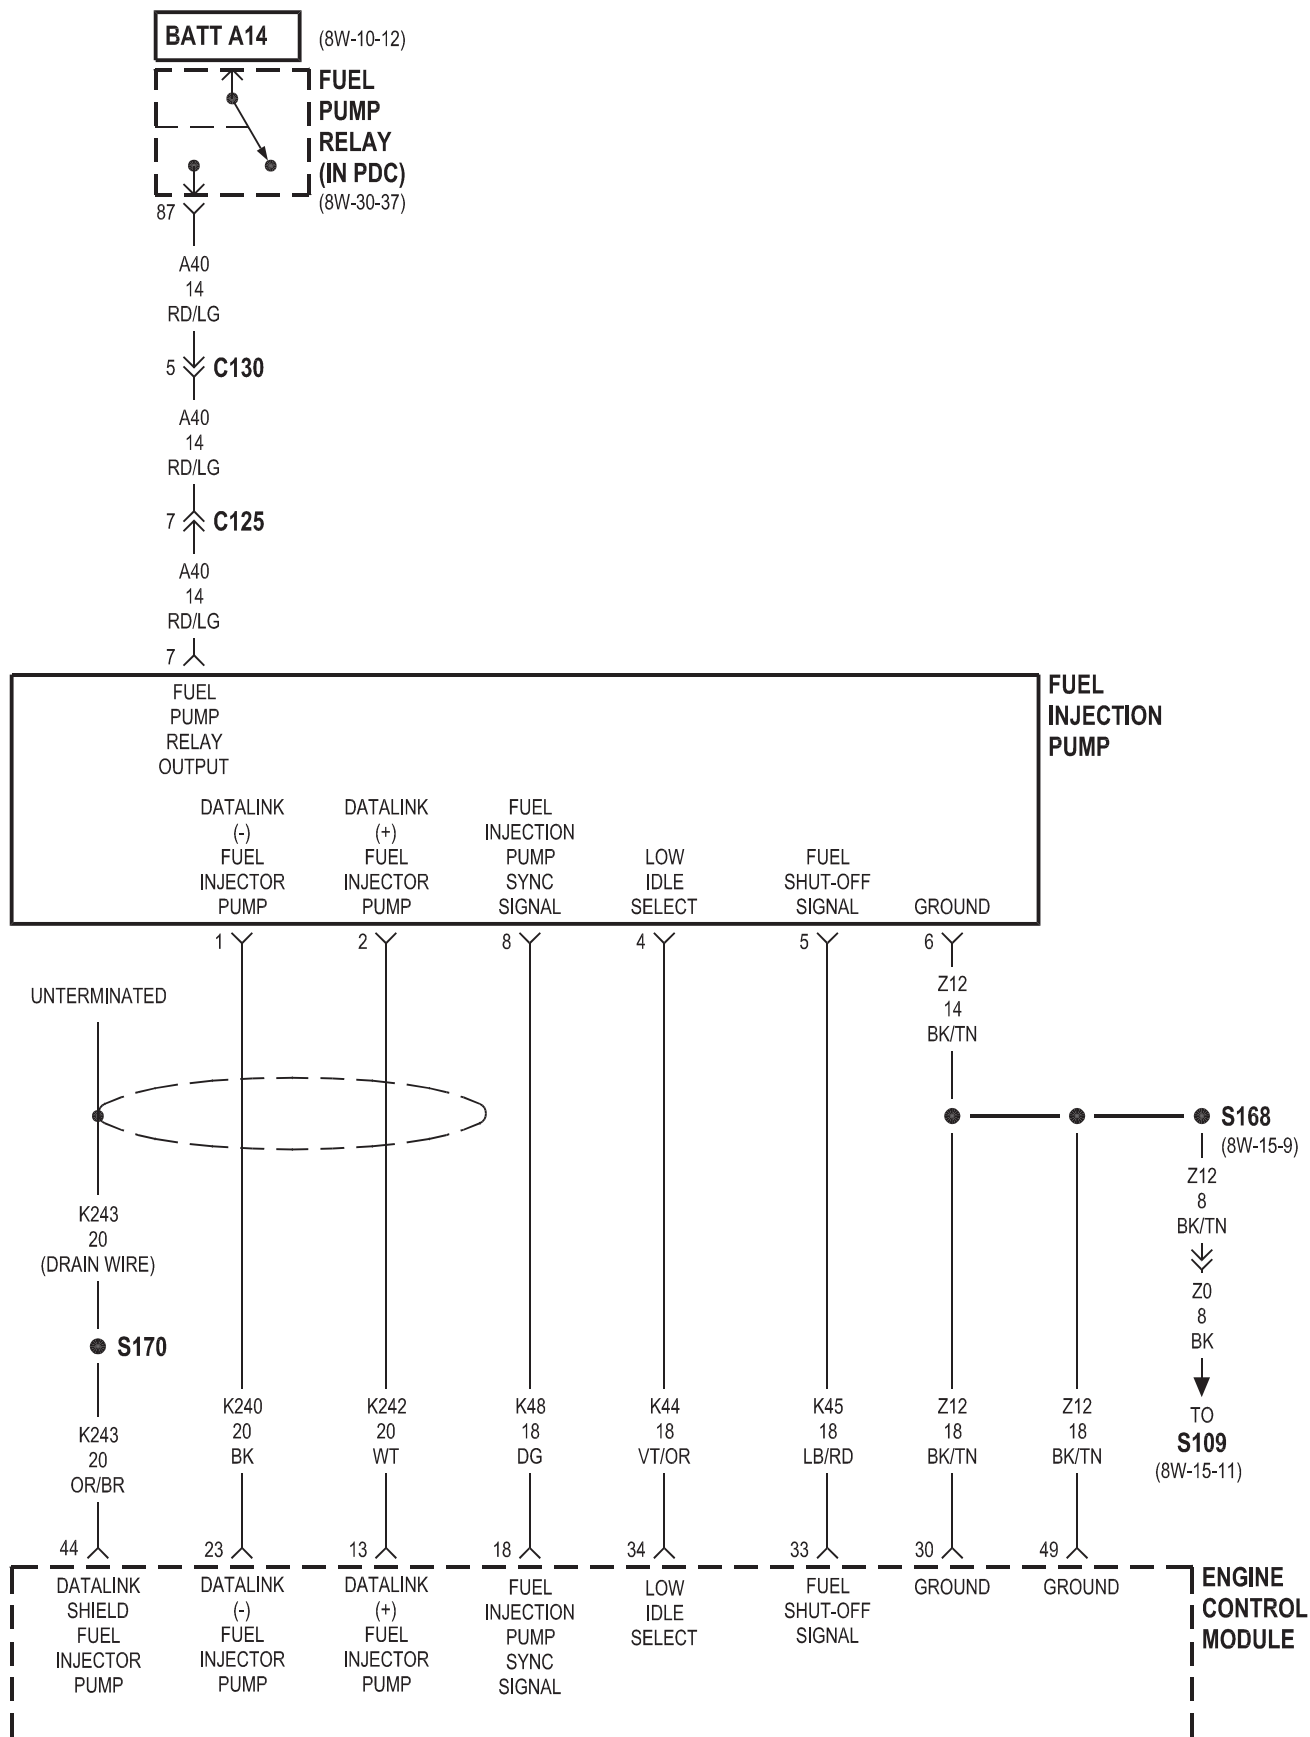 BATT A14 (8W-10-12)
FUEL
PUMP
RELAY
(IN PDC)
(8W-30-37)
87
A40
14
RD/LG
5 C130
A40
14
RD/LG
7 C125
A40
14
RD/LG
7
FUEL
INJECTION
PUMP
FUEL
PUMP
RELAY
OUTPUT
DATALINK
(-)
FUEL
INJECTOR
PUMP
DATALINK
(+)
FUEL
INJECTOR
PUMP
FUEL
INJECTION
PUMP
SYNC
SIGNAL
LOW
IDLE
SELECT
FUEL
SHUT-OFF
SIGNAL
GROUND
1 2 8 4 5 6
UNTERMINATED
Z12
14
BK/TN
S168
(8W-15-9)
Z12
8
BK/TN
Z0
8
BK
TO
S109
(8W-15-11)
K243
20
(DRAIN WIRE)
S170
K243
20
OR/BR
K240
20
BK
K242
20
WT
K48
18
DG
K44
18
VT/OR
K45
18
LB/RD
Z12
18
BK/TN
Z12
18
BK/TN
44 23 13 18 34 33 30 49
DATALINK
SHIELD
FUEL
INJECTOR
PUMP
DATALINK
(-)
FUEL
INJECTOR
PUMP
DATALINK
(+)
FUEL
INJECTOR
PUMP
FUEL
INJECTION
PUMP
SYNC
SIGNAL
LOW
IDLE
SELECT
FUEL
SHUT-OFF
SIGNAL
GROUND
GROUND
ENGINE
CONTROL
MODULE